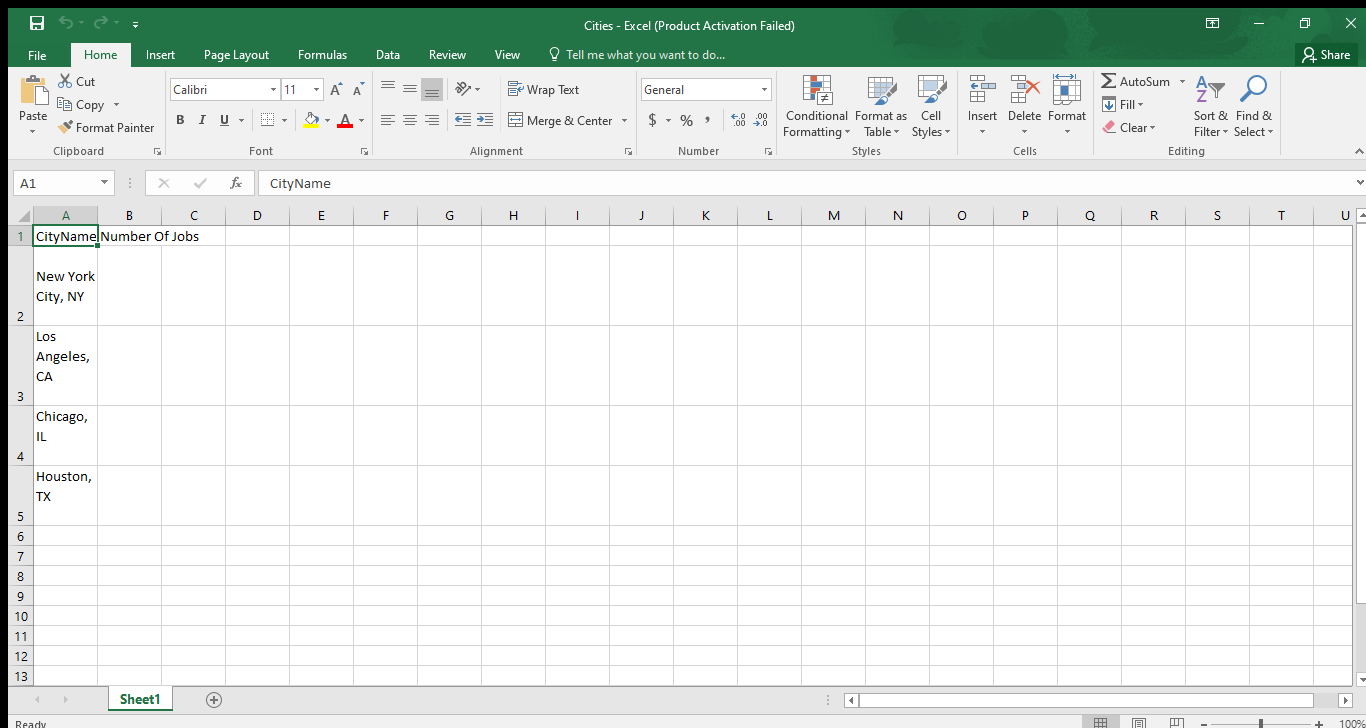 Cities - Excel (Product Activation Failed)
File Home Insert Page Layout Formulas Data Review View Tell me what you want to do... Share
Paste
Cut
Copy
Format Painter
Clipboard
Calibri 11
A A
B I U A
Font
Wrap Text
Merge & Center
Alignment
General
$ % , .00 .00
Number
Conditional Formatting
Format as Table
Cell Styles
Styles
Insert Delete Format
Cells
AutoSum
Fill
Clear
Sort & Filter
Find & Select
Editing
A1 fx CityName
A B C D E F G H I J K L M N O P Q R S T U
1 CityName Number Of Jobs
New York
City, NY
2
Los
Angeles,
CA
3
Chicago,
IL
4
Houston,
TX
5
6
7
8
9
10
11
12
13
Sheet1
Ready 100%